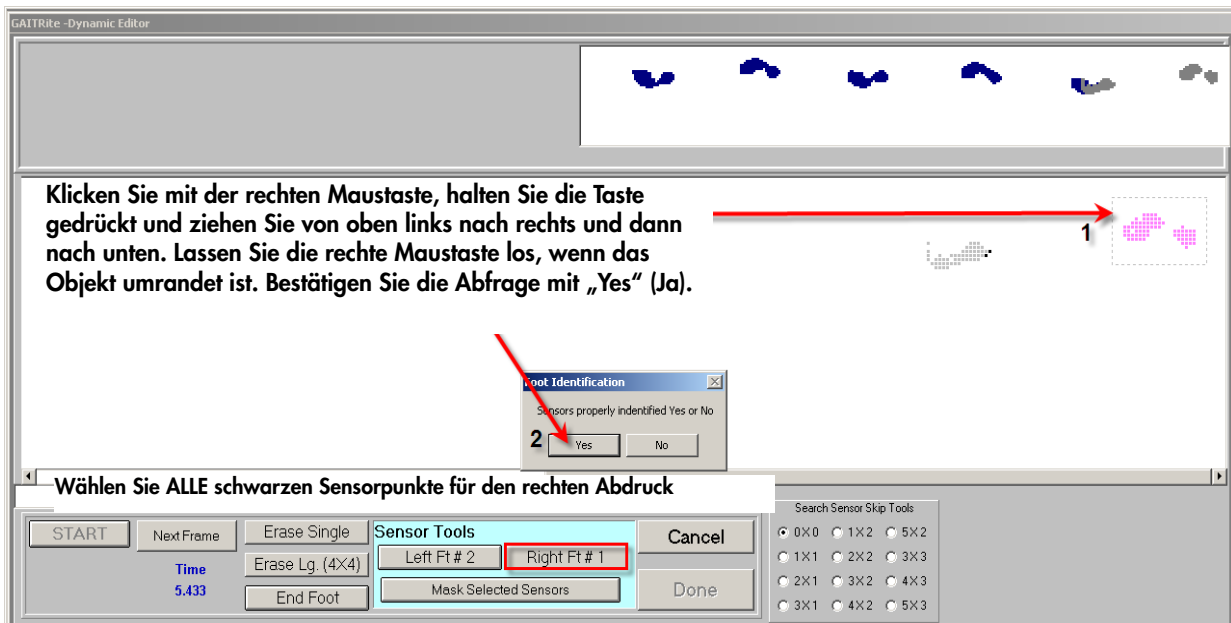 GAITRite -Dynamic Editor
Klicken Sie mit der rechten Maustaste, halten Sie die Taste
gedrückt und ziehen Sie von oben links nach rechts und dann
nach unten. Lassen Sie die rechte Maustaste los, wenn das
Objekt umrandet ist. Bestätigen Sie die Abfrage mit „Yes“ (Ja).
1
Foot Identification
Sensors properly indentified Yes or No
2 Yes No
Wählen Sie ALLE schwarzen Sensorpunkte für den rechten Abdruck
START
Next Frame
Time
5.433
Erase Single
Erase Lg. (4X4)
End Foot
Sensor Tools
Left Ft # 2 Right Ft # 1
Mask Selected Sensors
Cancel
Done
Search Sensor Skip Tools
0X0 1X2 5X2
1X1 2X2 3X3
2X1 3X2 4X3
3X1 4X2 5X3